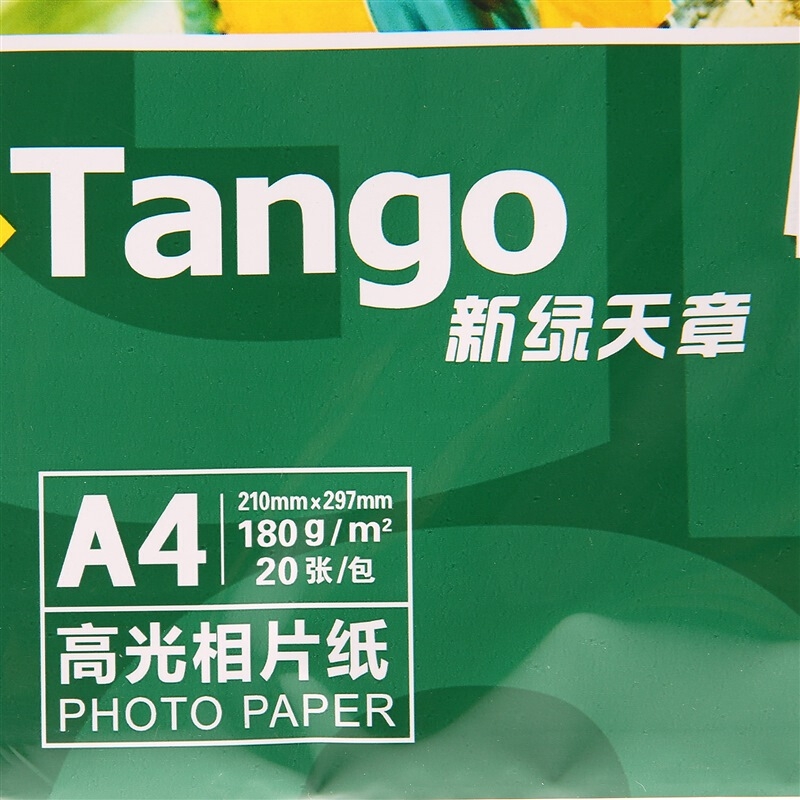 Tango
新绿天章
A4
210mm×297mm
180g/m²
20张/包
高光相片纸
PHOTO PAPER